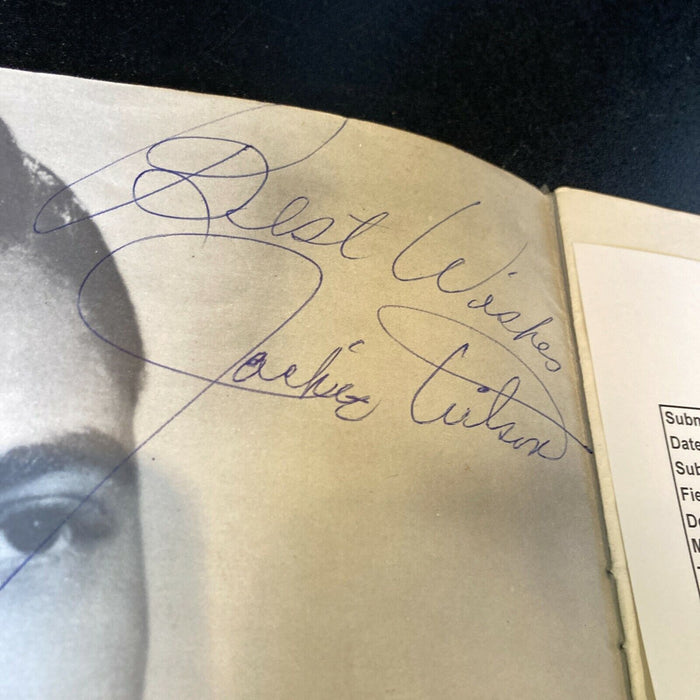 Best Wishes
Jackie Wilson
Subm
Date
Sub
Fie
D
M